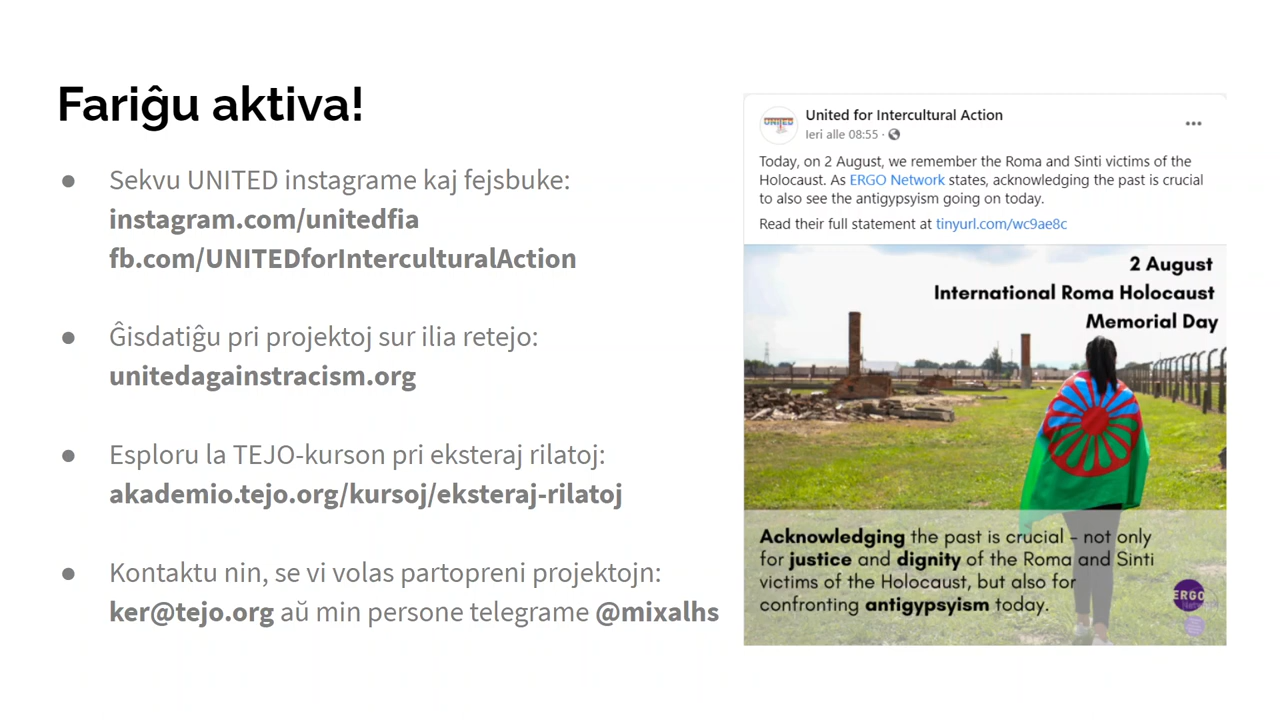 Fariĝu aktiva!
● Sekvu UNITED instagrame kaj fejsbuke:
instagram.com/unitedfia
fb.com/UNITEDforInterculturalAction
● Ĝisdatiĝu pri projektoj sur ilia retejo:
unitedagainstracism.org
● Esploru la TEJO-kurson pri eksteraj rilatoj:
akademio.tejo.org/kursoj/eksteraj-rilatoj
● Kontaktu nin, se vi volas partopreni projektojn:
ker@tejo.org aŭ min persone telegrame @mixalhs
UNITED
United for Intercultural Action
Ieri alle 08:55 ·
Today, on 2 August, we remember the Roma and Sinti victims of the
Holocaust. As ERGO Network states, acknowledging the past is crucial
to also see the antigypsyism going on today.
Read their full statement at tinyurl.com/wc9ae8c
2 August
International Roma Holocaust
Memorial Day
Acknowledging the past is crucial – not only
for justice and dignity of the Roma and Sinti
victims of the Holocaust, but also for
confronting antigypsyism today.
ERGO
Network